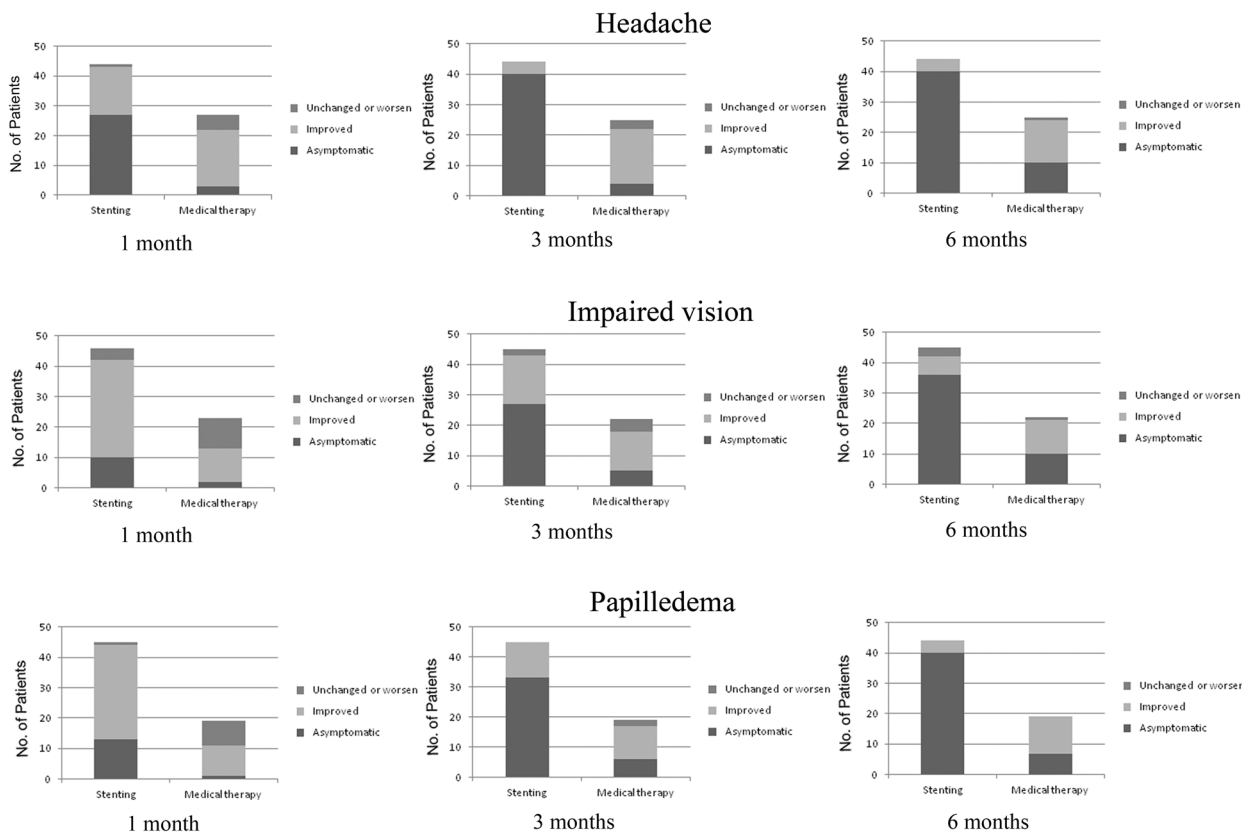 Headache
50
40
30
20
10
0
No. of Patients
Stenting
Medical therapy
Unchanged or worsen
Improved
Asymptomatic
1 month
50
40
30
20
10
0
No. of Patients
Stenting
Medical therapy
Unchanged or worsen
Improved
Asymptomatic
3 months
50
40
30
20
10
0
No. of Patients
Stenting
Medical therapy
Unchanged or worsen
Improved
Asymptomatic
6 months
Impaired vision
50
40
30
20
10
0
No. of Patients
Stenting
Medical therapy
Unchanged or worsen
Improved
Asymptomatic
1 month
50
40
30
20
10
0
No. of Patients
Stenting
Medical therapy
Unchanged or worsen
Improved
Asymptomatic
3 months
50
40
30
20
10
0
No. of Patients
Stenting
Medical therapy
Unchanged or worsen
Improved
Asymptomatic
6 months
Papilledema
50
40
30
20
10
0
No. of Patients
Stenting
Medical therapy
Unchanged or worsen
Improved
Asymptomatic
1 month
50
40
30
20
10
0
No. of Patients
Stenting
Medical therapy
Unchanged or worsen
Improved
Asymptomatic
3 months
50
40
30
20
10
0
No. of Patients
Stenting
Medical therapy
Unchanged or worsen
Improved
Asymptomatic
6 months